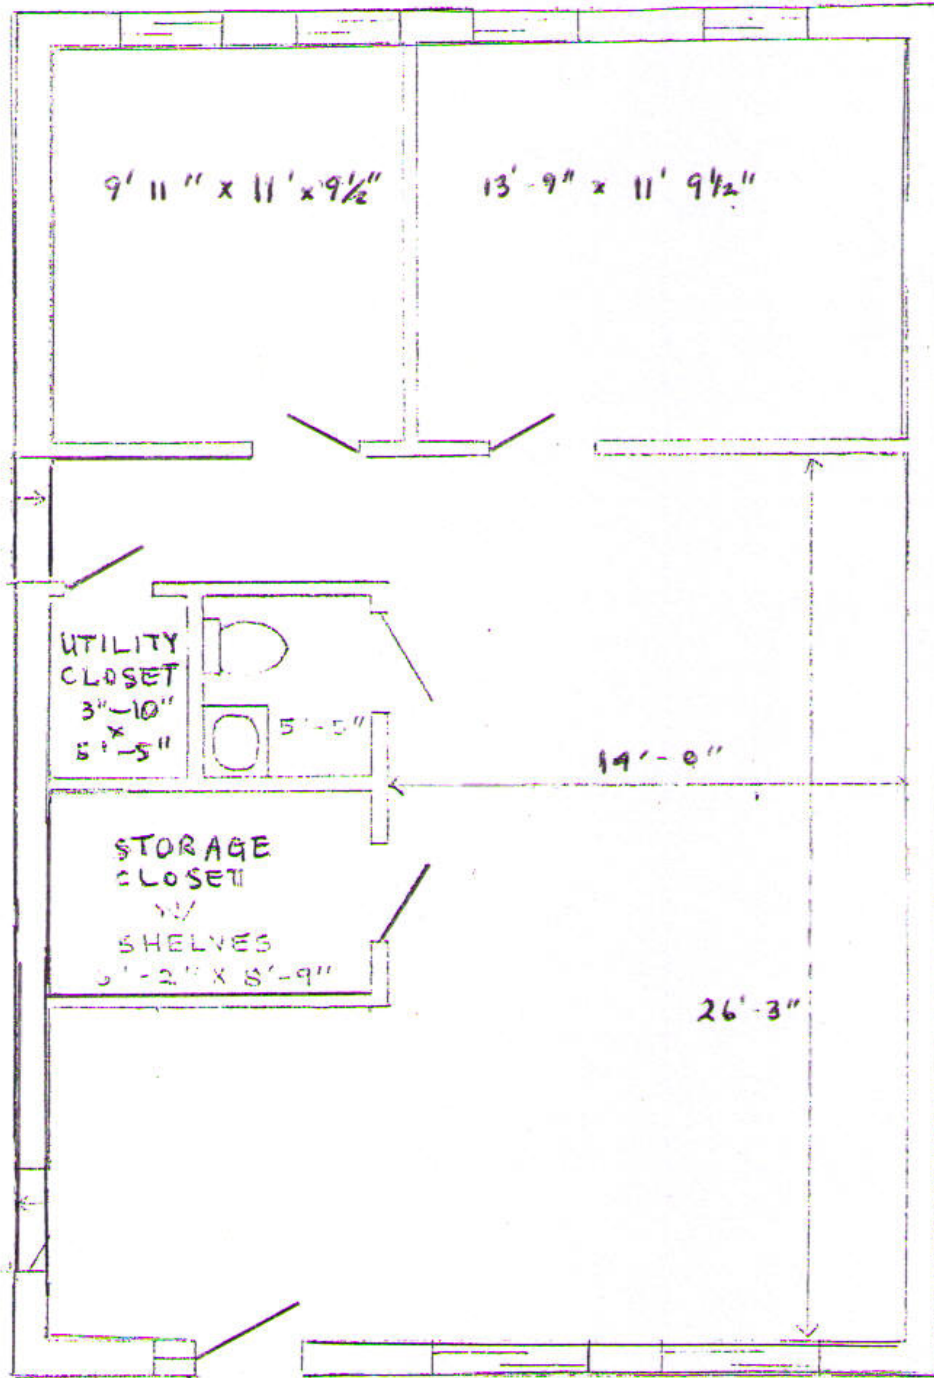 9' 11" x 11' x 9½"
13'-9" x 11' 9½"
UTILITY
CLOSET
3"-10"
x
5'-5"
5'-5"
14'-0"
STORAGE
CLOSET
W/
SHELVES
8'-9"
26'-3"